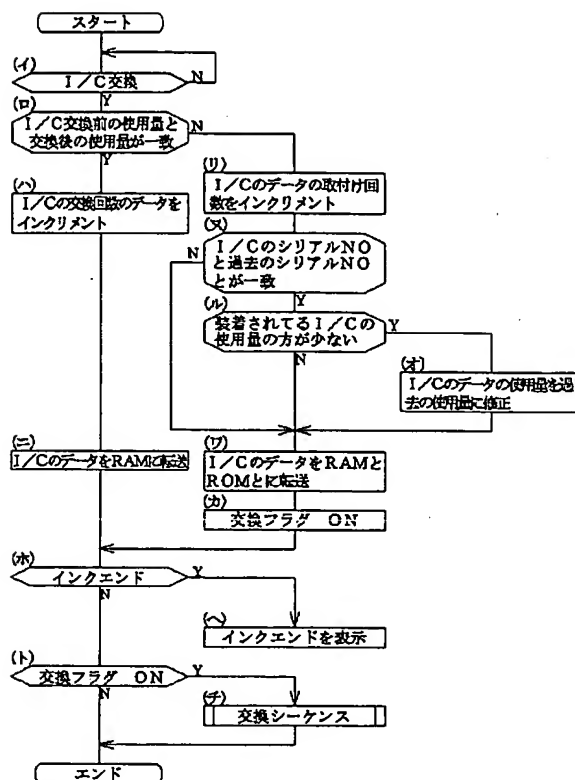 スタート
(イ)
I/C交換
N
Y
(ロ)
I/C交換前の使用量と
交換後の使用量が一致
N
Y
(ハ)
I/Cの交換回数のデータを
インクリメント
(リ)
I/Cのデータの取付け回
数をインクリメント
(ヌ)
N
I/CのシリアルNO
と過去のシリアルNO
とが一致
Y
(ル)
装着されてるI/Cの
使用量の方が少ない
Y
N
(オ)
I/Cのデータの使用量を過
去の使用量に修正
(ニ)
I/CのデータをRAMに転送
(ワ)
I/CのデータをRAMと
ROMとに転送
(カ)
交換フラグ ON
(ホ)
インクエンド
Y
N
(ヘ)
インクエンドを表示
(ト)
交換フラグ ON
Y
N
(チ)
交換シーケンス
エンド